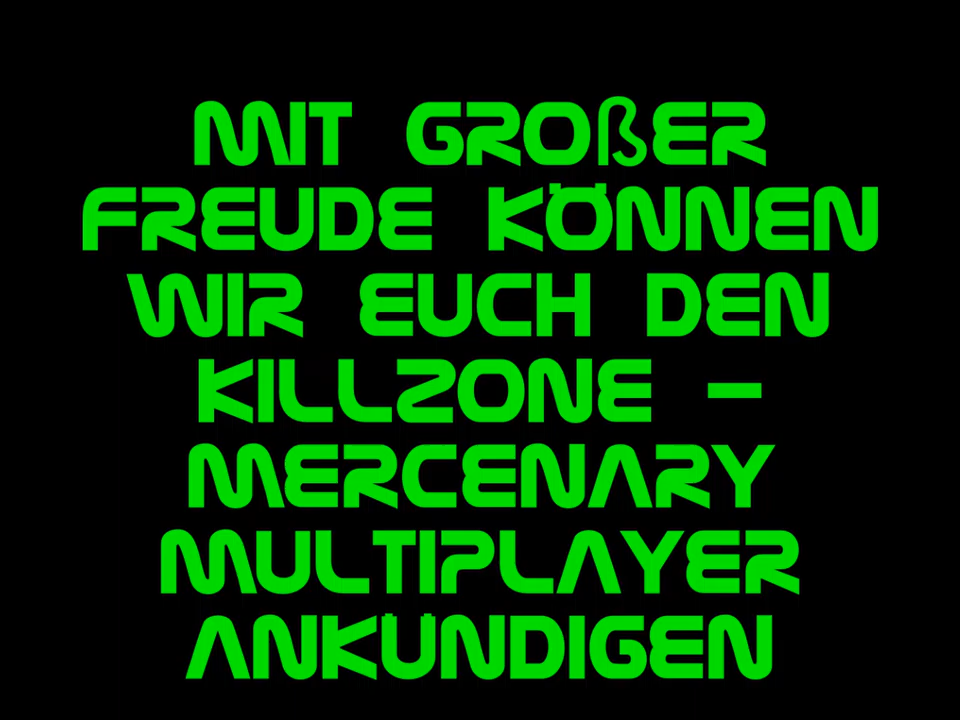 MIT GROßER
FREUDE KÖNNEN
WIR EUCH DEN
KILLZONE -
MERCENARY
MULTIPLAYER
ANKÜNDIGEN